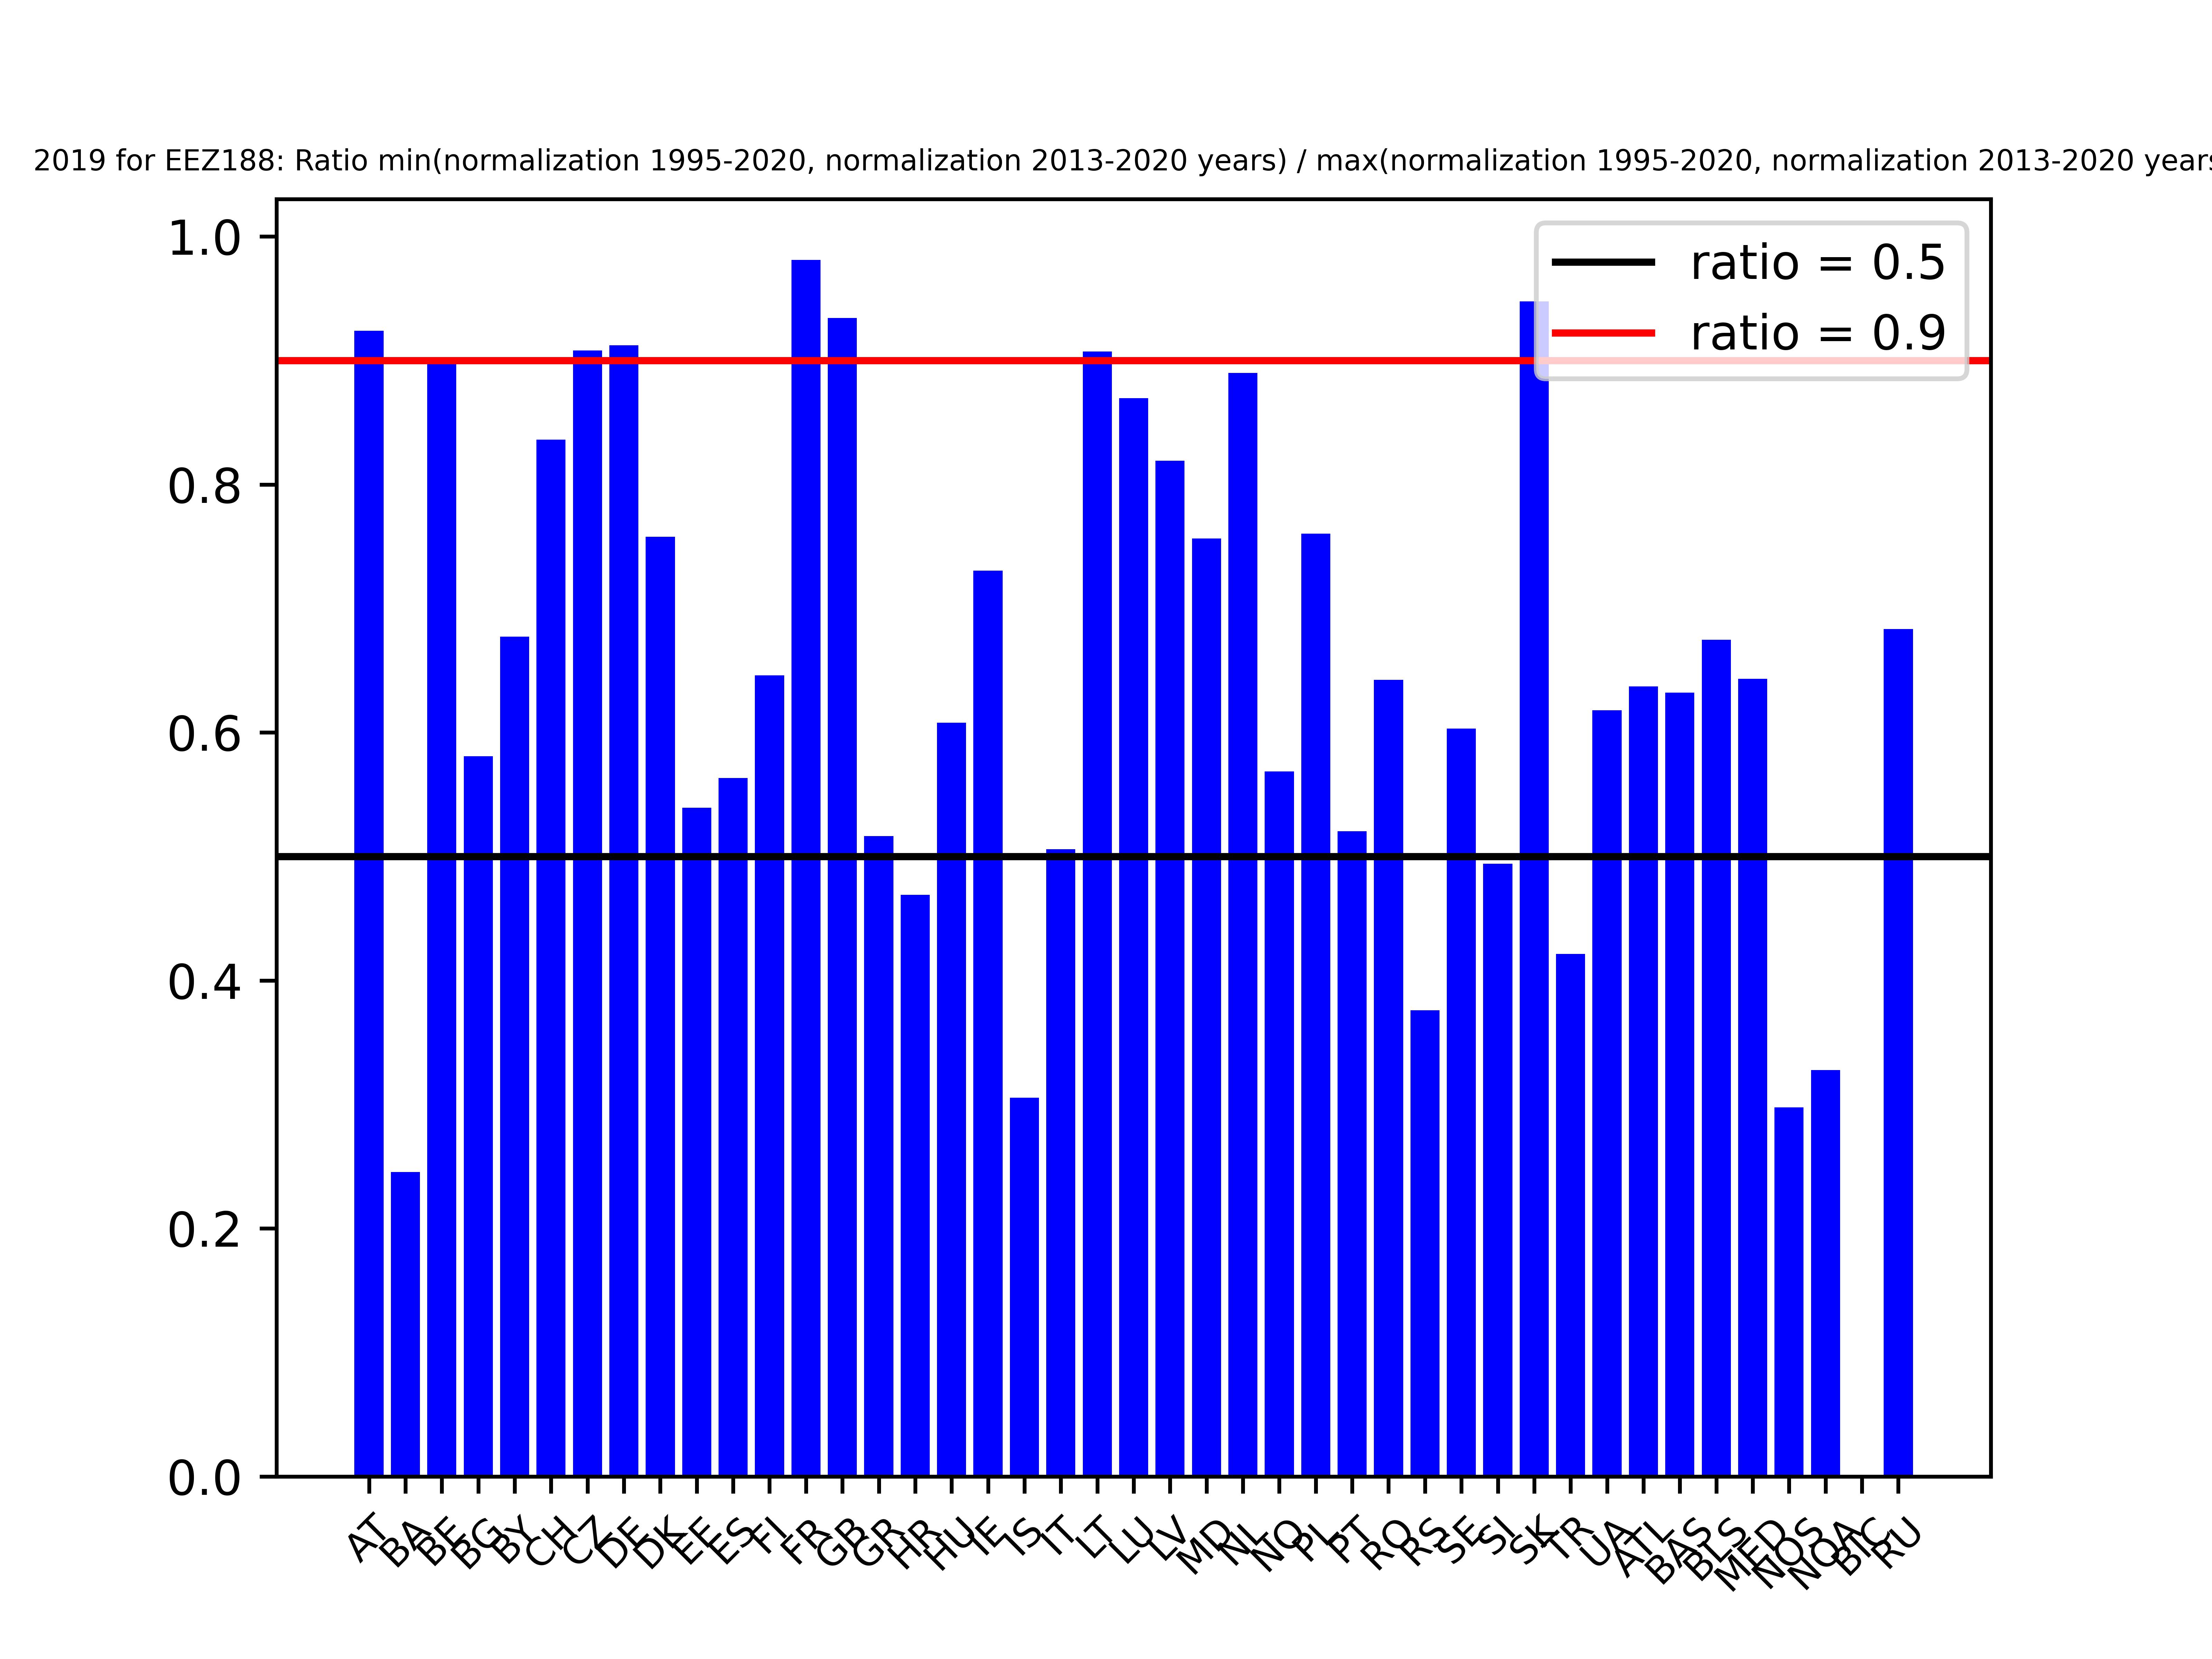 2019 for EEZ188: Ratio min(normalization 1995-2020, normalization 2013-2020 years) / max(normalization 1995-2020, normalization 2013-2020 years
1.0
0.8
0.6
0.4
0.2
0.0
ratio = 0.5
ratio = 0.9
AT
BA
BE
BG
BY
CH
CZ
DE
DK
EE
ES
FI
FR
GB
GR
HR
HU
IE
IS
IT
LT
LU
LV
MD
NL
NO
PL
PT
RO
RS
SE
SI
SK
TR
UA
ATL
BAS
BLS
MED
NOS
NOA
BIC
RU